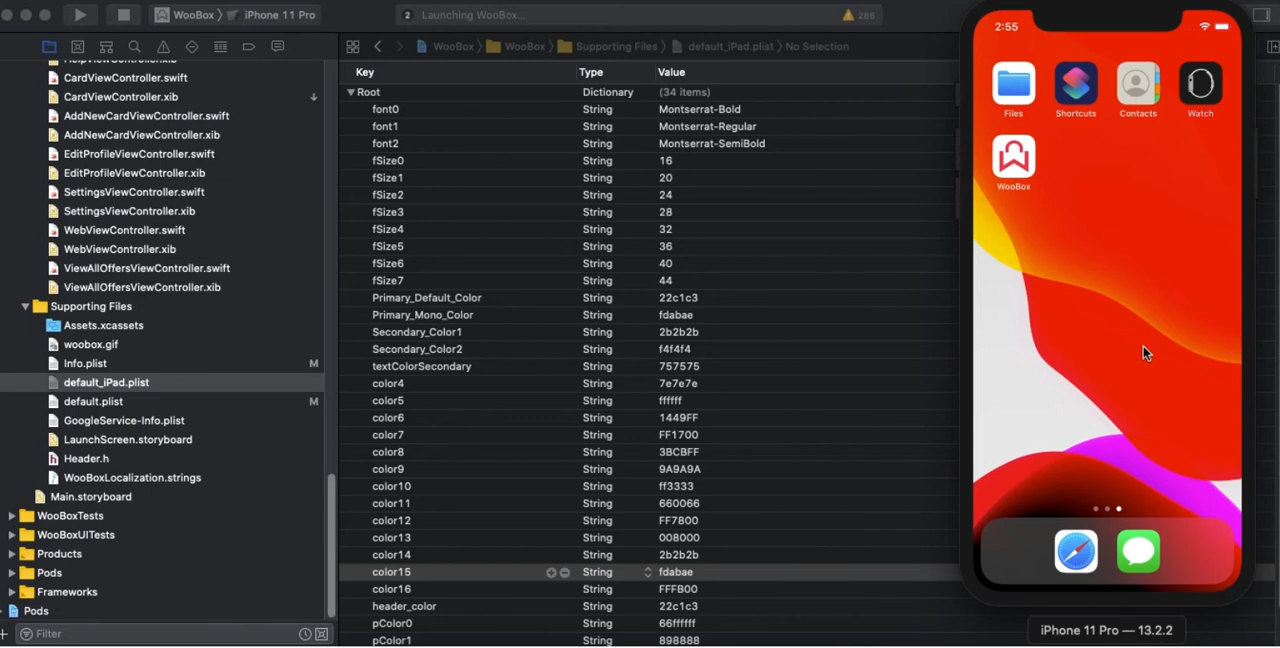 WooBox 〉 iPhone 11 Pro
2 Launching WooBox...
286
WooBox 〉 WooBox 〉 Supporting Files 〉 default_iPad.plist 〉 No Selection
HelpViewController.xib
CardViewController.swift
CardViewController.xib
AddNewCardViewController.swift
AddNewCardViewController.xib
EditProfileViewController.swift
EditProfileViewController.xib
SettingsViewController.swift
SettingsViewController.xib
WebViewController.swift
WebViewController.xib
ViewAllOffersViewController.swift
ViewAllOffersViewController.xib
Supporting Files
Assets.xcassets
woobox.gif
Info.plist M
default_iPad.plist
default.plist M
GoogleService-Info.plist
LaunchScreen.storyboard
Header.h
WooBoxLocalization.strings
Main.storyboard
WooBoxTests
WooBoxUITests
Products
Pods
Frameworks
Pods
Filter
Key Type Value
Root Dictionary (34 items)
font0 String Montserrat-Bold
font1 String Montserrat-Regular
font2 String Montserrat-SemiBold
fSize0 String 16
fSize1 String 20
fSize2 String 24
fSize3 String 28
fSize4 String 32
fSize5 String 36
fSize6 String 40
fSize7 String 44
Primary_Default_Color String 22c1c3
Primary_Mono_Color String fdabae
Secondary_Color1 String 2b2b2b
Secondary_Color2 String f4f4f4
textColorSecondary String 757575
color4 String 7e7e7e
color5 String ffffff
color6 String 1449FF
color7 String FF1700
color8 String 3BCBFF
color9 String 9A9A9A
color10 String ff3333
color11 String 660066
color12 String FF7800
color13 String 008000
color14 String 2b2b2b
color15 String fdabae
color16 String FFFB00
header_color String 22c1c3
pColor0 String 66ffffff
pColor1 String 898888
2:55
Files Shortcuts Contacts Watch
WooBox
iPhone 11 Pro — 13.2.2